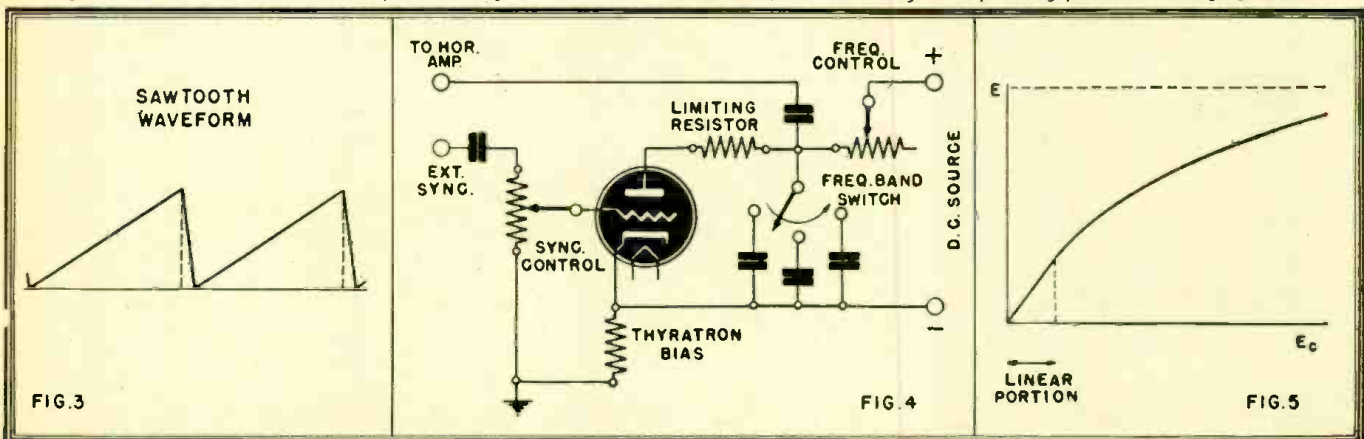 SAWTOOTH
WAVEFORM
FIG.3
TO HOR.
AMP.
EXT.
SYNC.
SYNC.
CONTROL
LIMITING
RESISTOR
FREQ.
CONTROL
+
FREQ. BAND
SWITCH
D.C. SOURCE
THYRATRON
BIAS
−
FIG.4
E
E c
LINEAR
PORTION
FIG.5